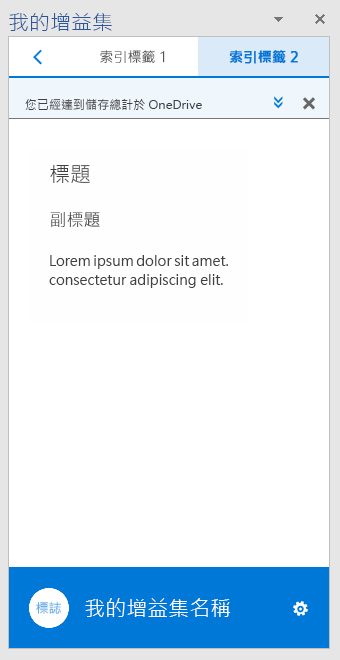 我的增益集
索引標籤 1
索引標籤 2
您已經達到儲存總計於 OneDrive
標題
副標題
Lorem ipsum dolor sit amet.
consectetur adipiscing elit.
標誌
我的增益集名稱